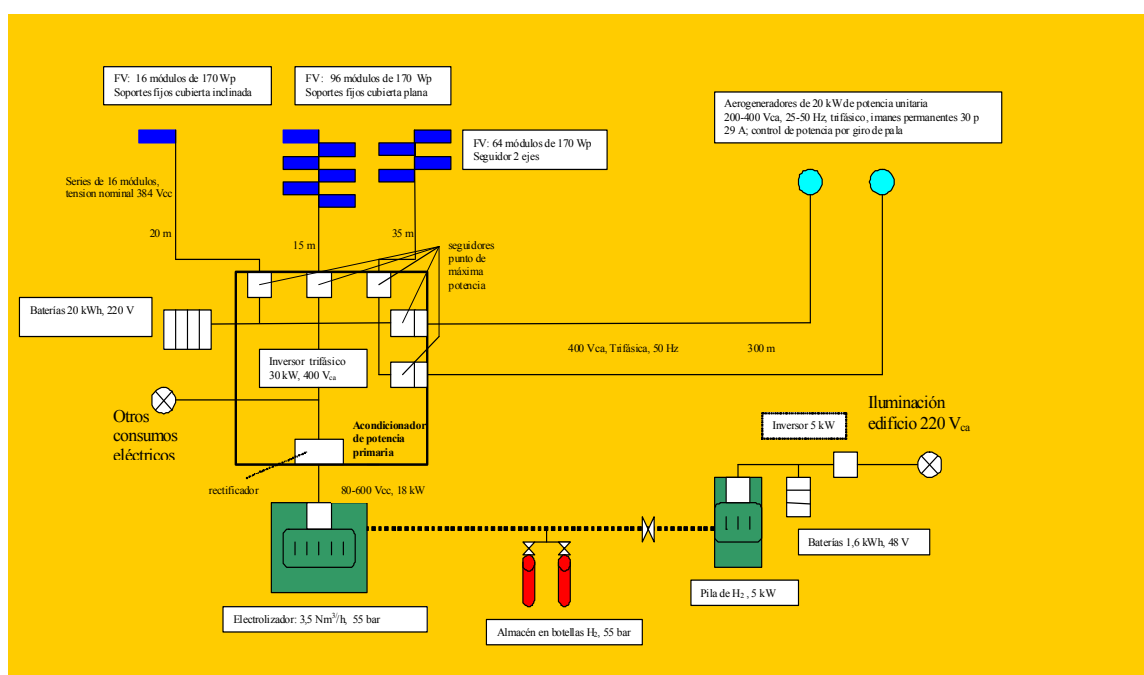 FV: 16 módulos de 170 Wp
Soportes fijos cubierta inclinada
FV: 96 módulos de 170 Wp
Soportes fijos cubierta plana
Aerogeneradores de 20 kW de potencia unitaria
200-400 Vca, 25-50 Hz, trifásico, imanes permanentes 30 p
29 A; control de potencia por giro de pala
FV: 64 módulos de 170 Wp
Seguidor 2 ejes
Series de 16 módulos,
tension nominal 384 Vcc
20 m
15 m
35 m
seguidores
punto de
máxima
potencia
Baterías 20 kWh, 220 V
400 Vca, Trifásica, 50 Hz
300 m
Inversor trifásico
30 kW, 400 Vca
Otros
consumos
eléctricos
Acondicionador
de potencia
primaria
Iluminación
edificio 220 Vca
Inversor 5 kW
rectificador
80-600 Vcc, 18 kW
Baterías 1,6 kWh, 48 V
Pila de H2 , 5 kW
Electrolizador: 3,5 Nm3/h, 55 bar
Almacén en botellas H2, 55 bar